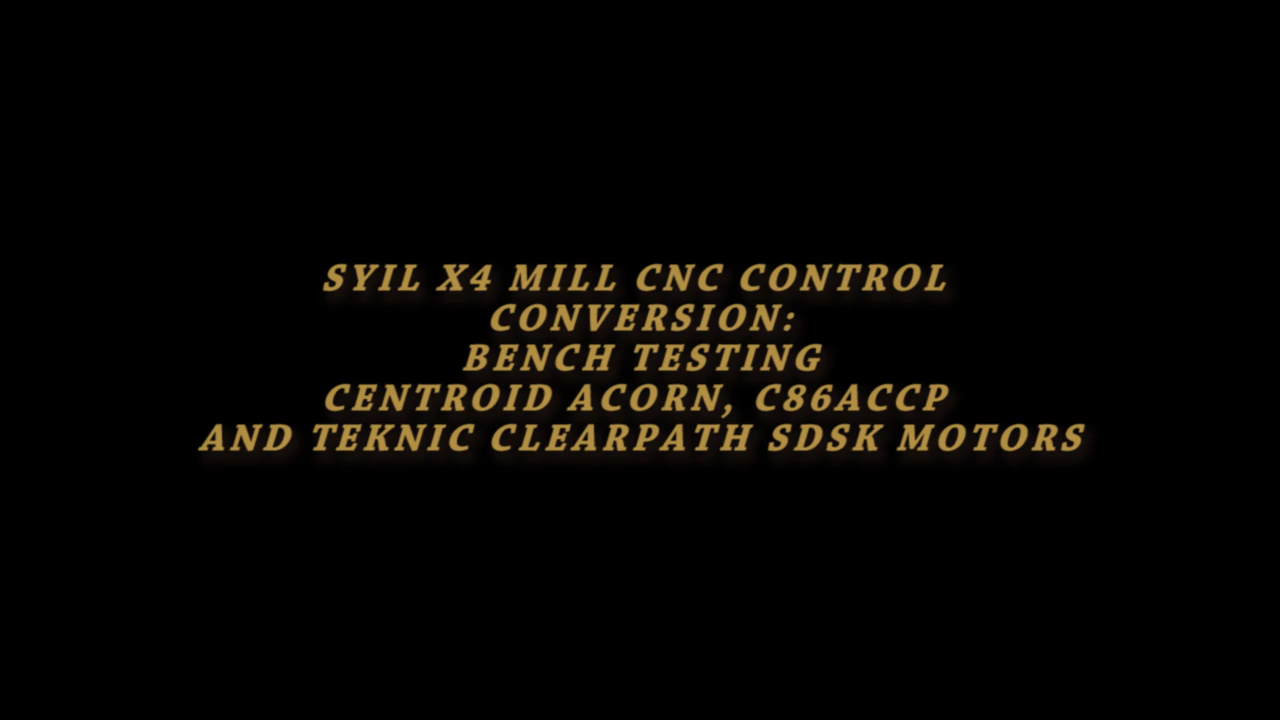 SYIL X4 MILL CNC CONTROL
CONVERSION:
BENCH TESTING
CENTROID ACORN, C86ACCP
AND TEKNIC CLEARPATH SDSK MOTORS